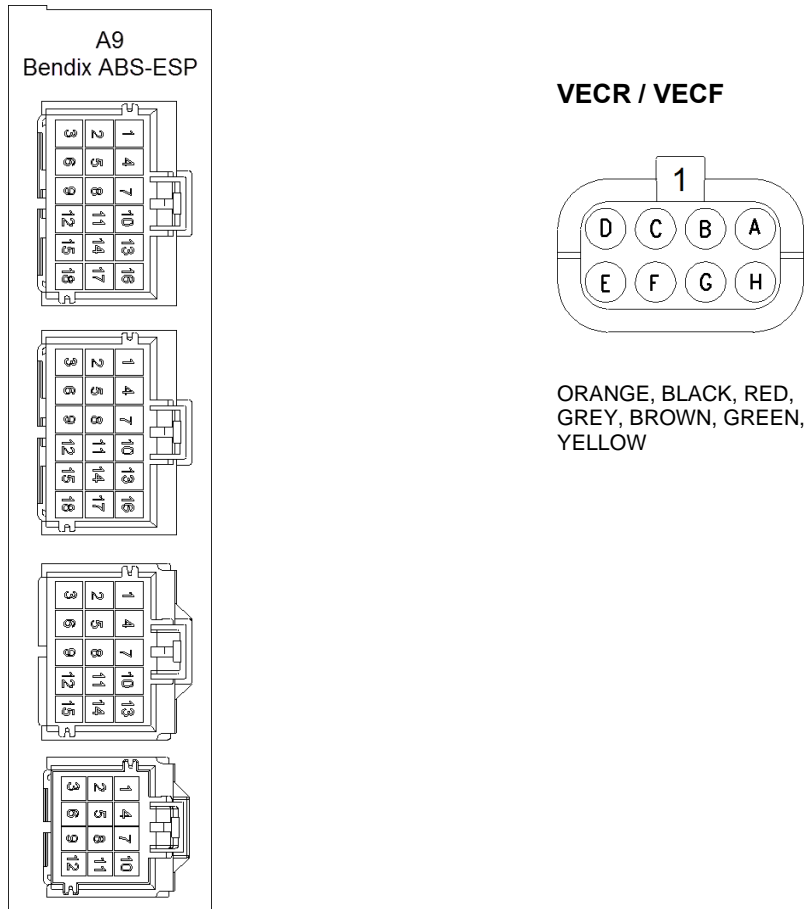 A9
Bendix ABS-ESP
3 2 1
6 5 4
9 8 7
12 11 10
15 14 13
18 17 16
3 2 1
6 5 4
9 8 7
12 11 10
15 14 13
18 17 16
3 2 1
6 5 4
9 8 7
12 11 10
15 14 13
3 2 1
6 5 4
9 8 7
12 11 10
VECR / VECF
1
D C B A
E F G H
ORANGE, BLACK, RED,
GREY, BROWN, GREEN,
YELLOW